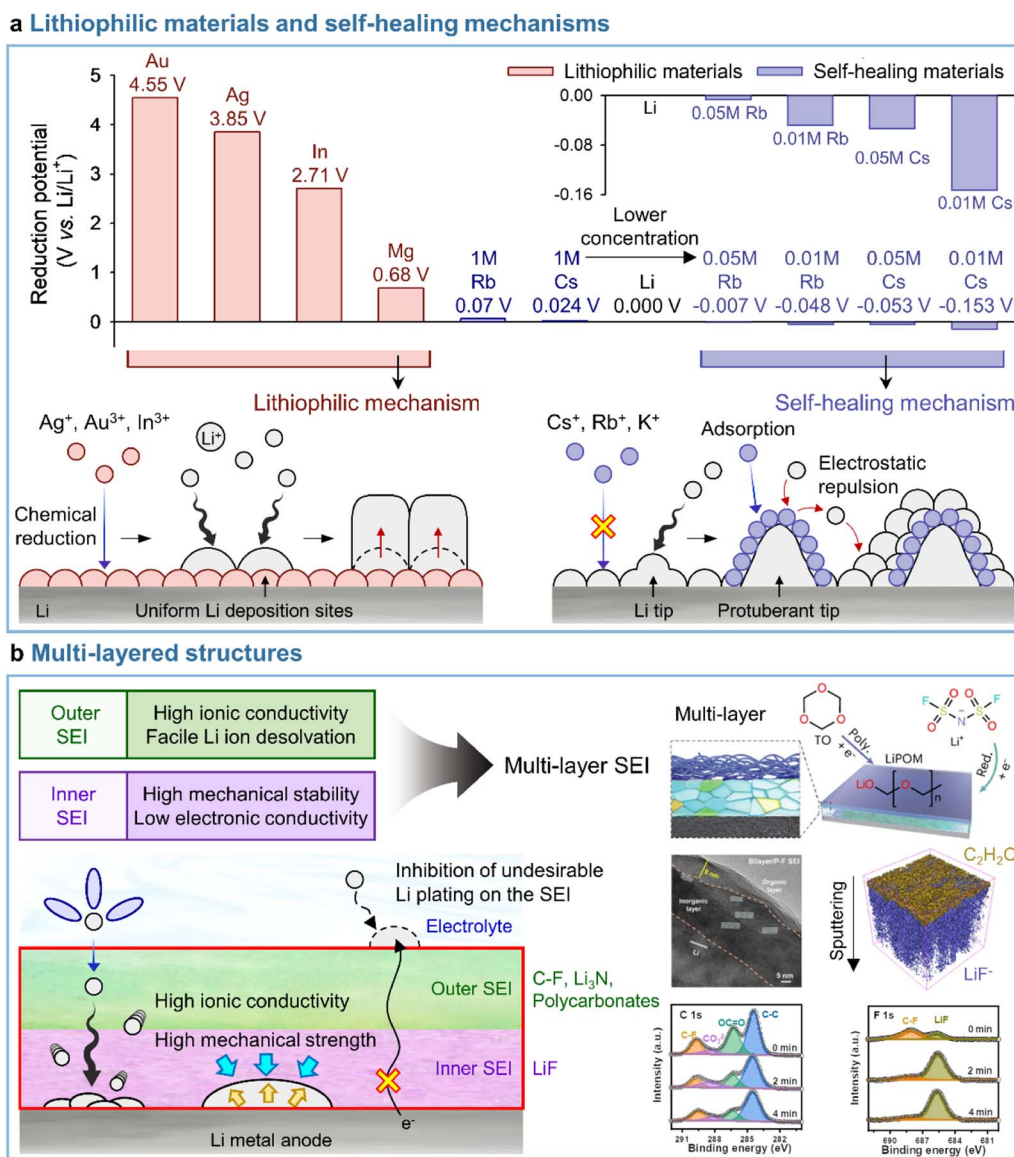 a Lithiophilic materials and self-healing mechanisms
Reduction potential
(V vs. Li/Li⁺)
5
4
3
2
1
0
Au
4.55 V
Ag
3.85 V
In
2.71 V
Mg
0.68 V
1M
Rb
0.07 V
1M
Cs
0.024 V
Li
0.000 V
0.05M
Rb
-0.007 V
0.01M
Rb
-0.048 V
0.05M
Cs
-0.053 V
0.01M
Cs
-0.153 V
Lower
concentration
Lithiophilic materials
Self-healing materials
0.00
-0.08
-0.16
Li
0.05M Rb
0.01M Rb
0.05M Cs
0.01M Cs
Lithiophilic mechanism
Ag⁺, Au³⁺, In³⁺
Li⁺
Chemical
reduction
Li
Uniform Li deposition sites
Self-healing mechanism
Cs⁺, Rb⁺, K⁺
Adsorption
Electrostatic
repulsion
Li tip
Protuberant tip
b Multi-layered structures
Outer
SEI
High ionic conductivity
Facile Li ion desolvation
Inner
SEI
High mechanical stability
Low electronic conductivity
Multi-layer SEI
Inhibition of undesirable
Li plating on the SEI
Electrolyte
Outer SEI
C-F, Li₃N,
Polycarbonates
High ionic conductivity
High mechanical strength
Inner SEI
LiF
e⁻
Li metal anode
Multi-layer
O
O
O
TO
Poly.
+ e⁻
F
O
O
S
N
S
O
O
F
Li⁺
Red.
+ e⁻
LiPOM
LiO
O
n
Bilayer/P-F SEI
Organic
layer
Inorganic
layer
Li
5 nm
Sputtering
C₂H₂O
LiF⁻
Intensity (a.u.)
C 1s
C-F
CO₃²⁻
OC=O
C-C
0 min
2 min
4 min
291
288
285
282
Binding energy (eV)
Intensity (a.u.)
F 1s
C-F
LiF
0 min
2 min
4 min
690
687
684
681
Binding energy (eV)